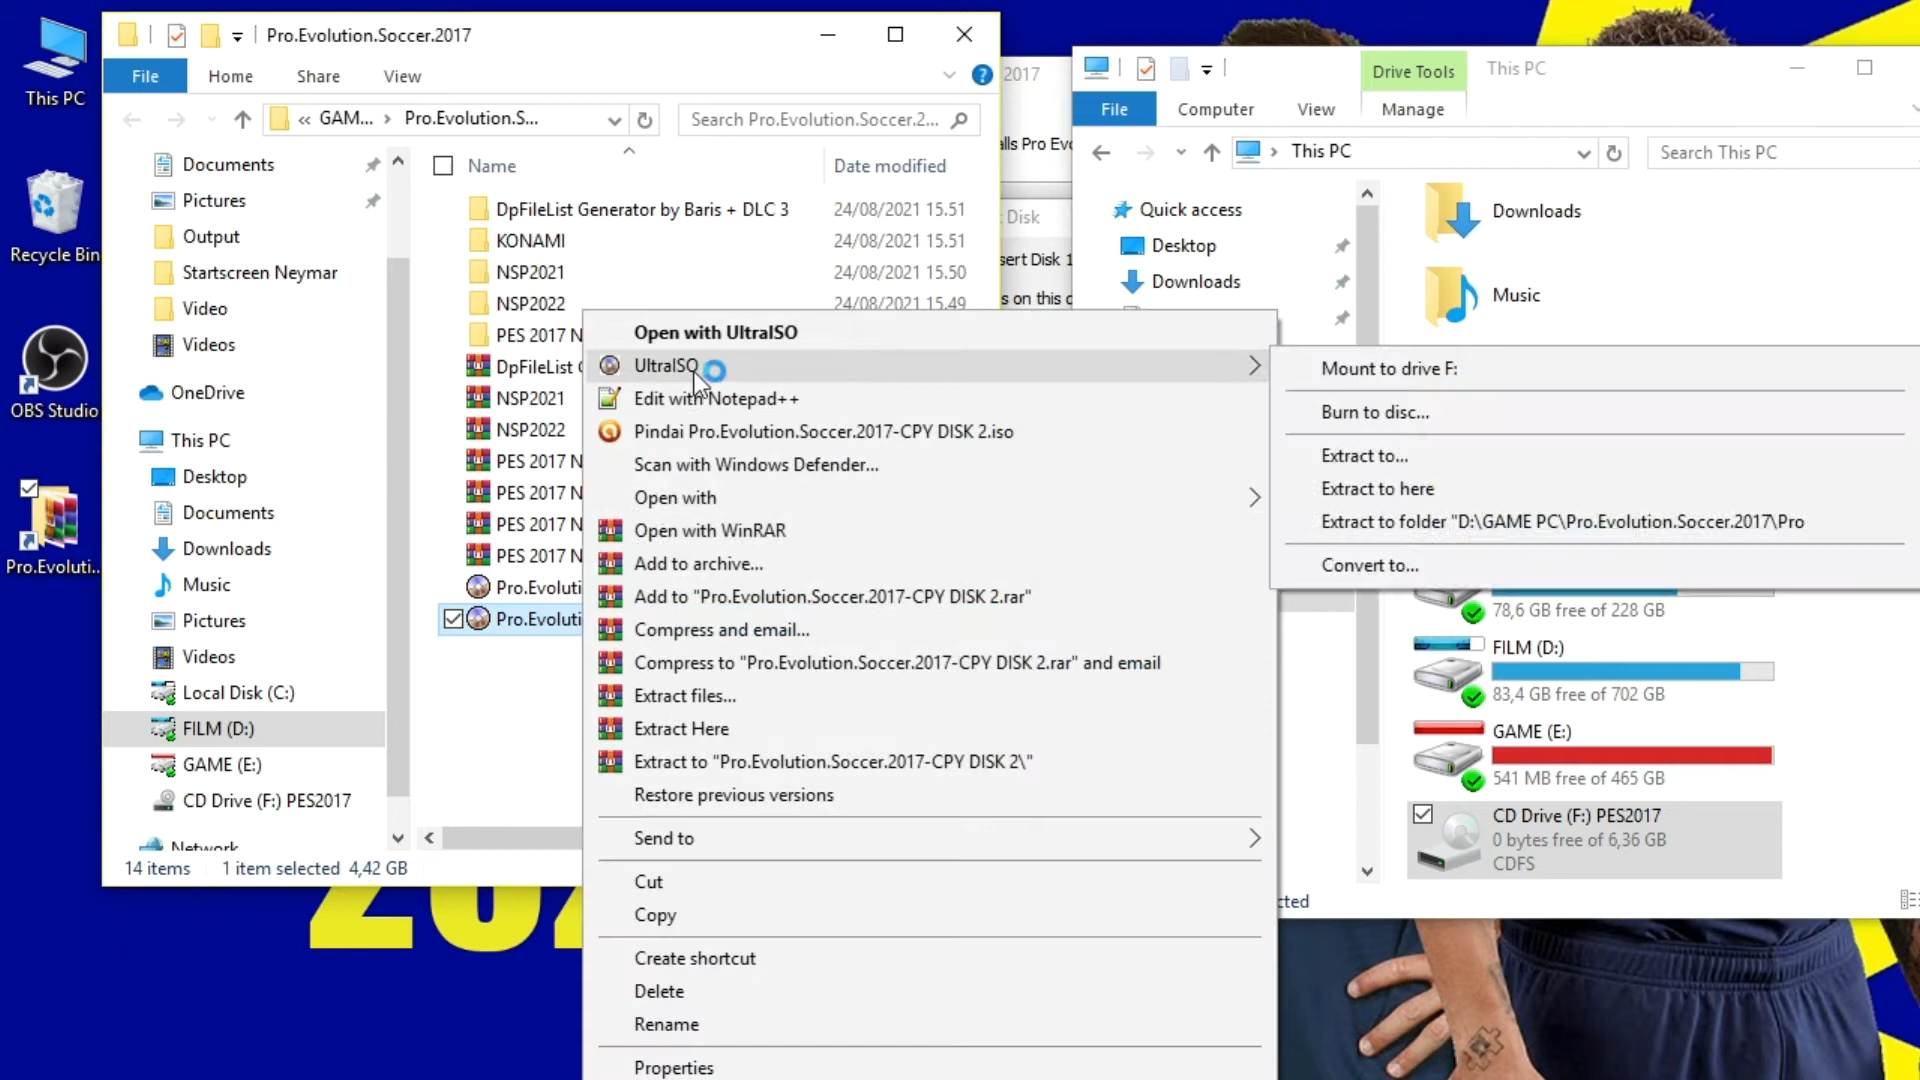 This PC
Recycle Bin
OBS Studio
Pro.Evoluti...
Pro.Evolution.Soccer.2017
File
Home
Share
View
« GAM... › Pro.Evolution.S...
Search Pro.Evolution.Soccer.2...
Documents
Pictures
Output
Startscreen Neymar
Video
Videos
OneDrive
This PC
Desktop
Documents
Downloads
Music
Pictures
Videos
Local Disk (C:)
FILM (D:)
GAME (E:)
CD Drive (F:) PES2017
Network
Name
Date modified
DpFileList Generator by Baris + DLC 3
24/08/2021 15.51
KONAMI
24/08/2021 15.51
NSP2021
24/08/2021 15.50
NSP2022
24/08/2021 15.49
PES 2017 N
DpFileList
NSP2021
NSP2022
PES 2017 N
PES 2017 N
PES 2017 N
PES 2017 N
Pro.Evoluti
Pro.Evoluti
14 items
1 item selected 4,42 GB
Open with UltraISO
UltraISO
Edit with Notepad++
Pindai Pro.Evolution.Soccer.2017-CPY DISK 2.iso
Scan with Windows Defender...
Open with
Open with WinRAR
Add to archive...
Add to "Pro.Evolution.Soccer.2017-CPY DISK 2.rar"
Compress and email...
Compress to "Pro.Evolution.Soccer.2017-CPY DISK 2.rar" and email
Extract files...
Extract Here
Extract to "Pro.Evolution.Soccer.2017-CPY DISK 2\"
Restore previous versions
Send to
Cut
Copy
Create shortcut
Delete
Rename
Properties
Mount to drive F:
Burn to disc...
Extract to...
Extract to here
Extract to folder "D:\GAME PC\Pro.Evolution.Soccer.2017\Pro
Convert to...
2017
alls Pro Evo
Disk
sert Disk 1
s on this
Drive Tools
This PC
File
Computer
View
Manage
› This PC
Search This PC
Quick access
Desktop
Downloads
Downloads
Music
78,6 GB free of 228 GB
FILM (D:)
83,4 GB free of 702 GB
GAME (E:)
541 MB free of 465 GB
CD Drive (F:) PES2017
0 bytes free of 6,36 GB
CDFS
cted